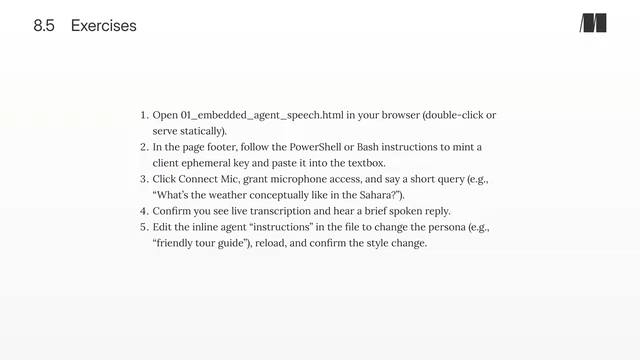 8.5 Exercises
1. Open 01_embedded_agent_speech.html in your browser (double-click or
serve statically).
2. In the page footer, follow the PowerShell or Bash instructions to mint a
client ephemeral key and paste it into the textbox.
3. Click Connect Mic, grant microphone access, and say a short query (e.g.,
“What’s the weather conceptually like in the Sahara?”).
4. Confirm you see live transcription and hear a brief spoken reply.
5. Edit the inline agent “instructions” in the file to change the persona (e.g.,
“friendly tour guide”), reload, and confirm the style change.